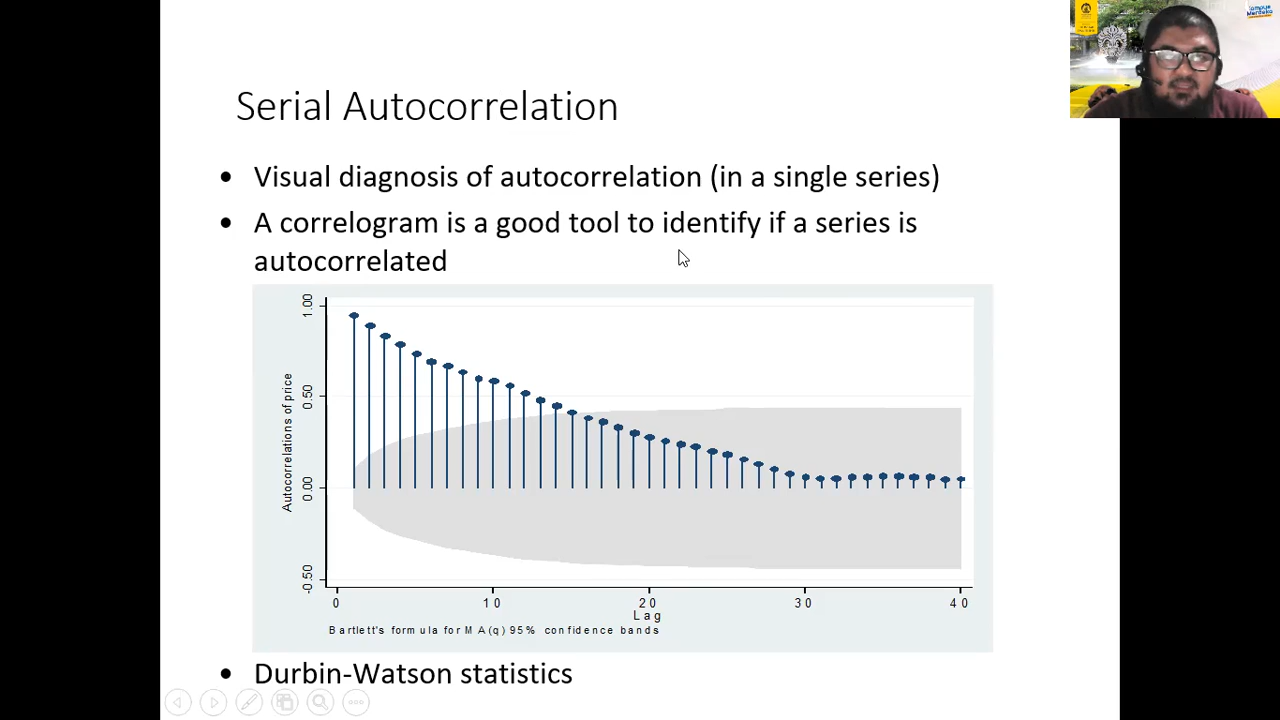 Kampus
Merdeka
Serial Autocorrelation
• Visual diagnosis of autocorrelation (in a single series)
• A correlogram is a good tool to identify if a series is
autocorrelated
Autocorrelations of price
1.00
0.50
0.00
-0.50
0 10 20 30 40
Lag
Bartlett's formula for MA(q) 95% confidence bands
• Durbin-Watson statistics